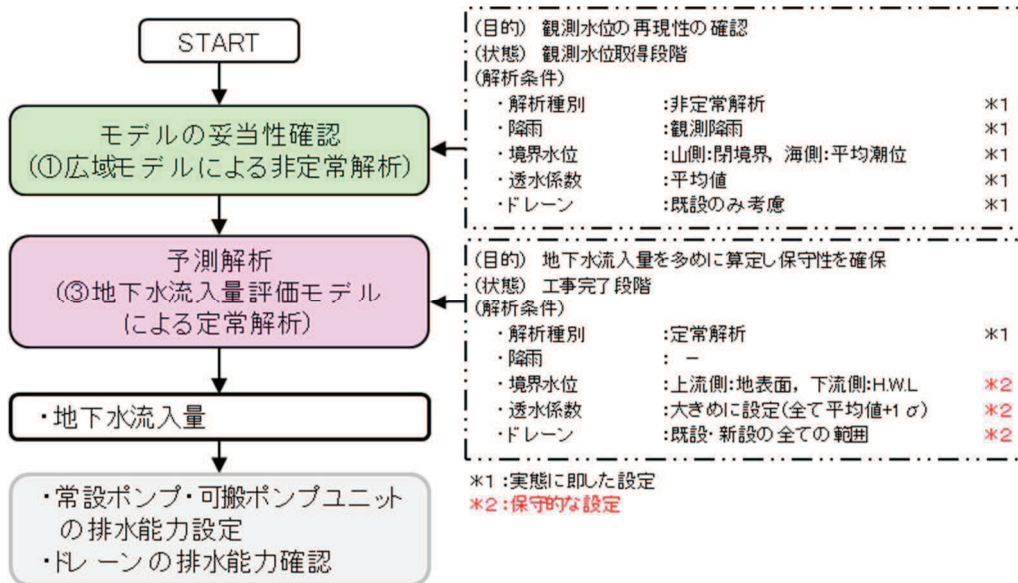 START
モデルの妥当性確認
(①広域モデルによる非定常解析)
予測解析
(③地下水流入量評価モデル
による定常解析)
・地下水流入量
・常設ポンプ・可搬ポンプユニット
の排水能力設定
・ドレーンの排水能力確認
(目的) 観測水位の再現性の確認
(状態) 観測水位取得段階
(解析条件)
・解析種別 :非定常解析 *1
・降雨 :観測降雨 *1
・境界水位 :山側:閉境界, 海側:平均潮位 *1
・透水係数 :平均値 *1
・ドレーン :既設のみ考慮 *1
(目的) 地下水流入量を多めに算定し保守性を確保
(状態) 工事完了段階
(解析条件)
・解析種別 :定常解析 *1
・降雨 : −
・境界水位 :上流側:地表面, 下流側:H.W.L *2
・透水係数 :大きめに設定(全て平均値+1σ) *2
・ドレーン :既設・新設の全ての範囲 *2
*1:実態に即した設定
*2:保守的な設定